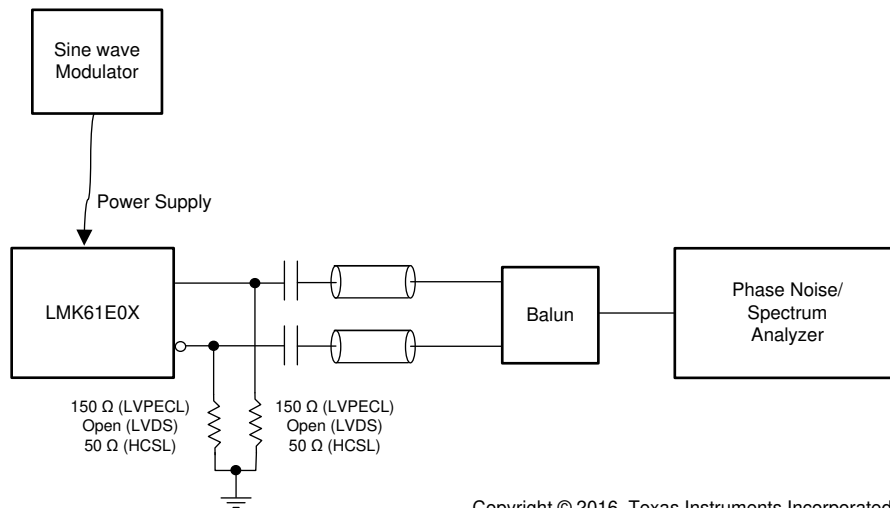 Sine wave
Modulator
Power Supply
LMK61E0X
Balun
Phase Noise/
Spectrum
Analyzer
150 Ω (LVPECL)
Open (LVDS)
50 Ω (HCSL)
150 Ω (LVPECL)
Open (LVDS)
50 Ω (HCSL)
Copyright © 2016, Texas Instruments Incorporated